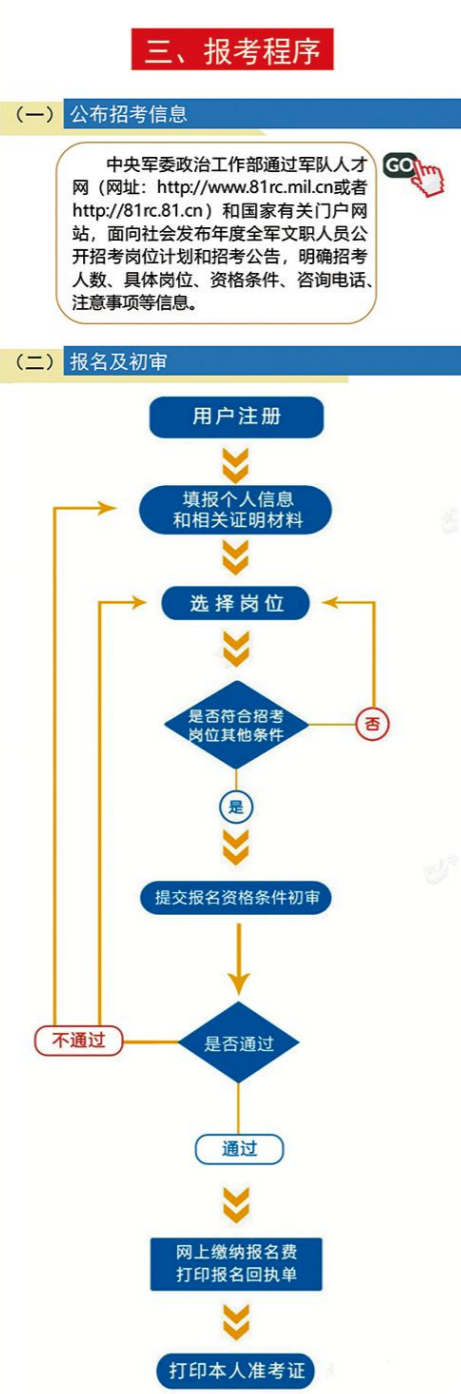 三、报考程序
（一） 公布招考信息
中央军委政治工作部通过军队人才
网（网址：http://www.81rc.mil.cn或者
http://81rc.81.cn）和国家有关门户网
站，面向社会发布年度全军文职人员公
开招考岗位计划和招考公告，明确招考
人数、具体岗位、资格条件、咨询电话、
注意事项等信息。
GO
（二） 报名及初审
用户注册
填报个人信息
和相关证明材料
选择岗位
是否符合招考
岗位其他条件
否
是
提交报名资格条件初审
不通过
是否通过
通过
网上缴纳报名费
打印报名回执单
打印本人准考证